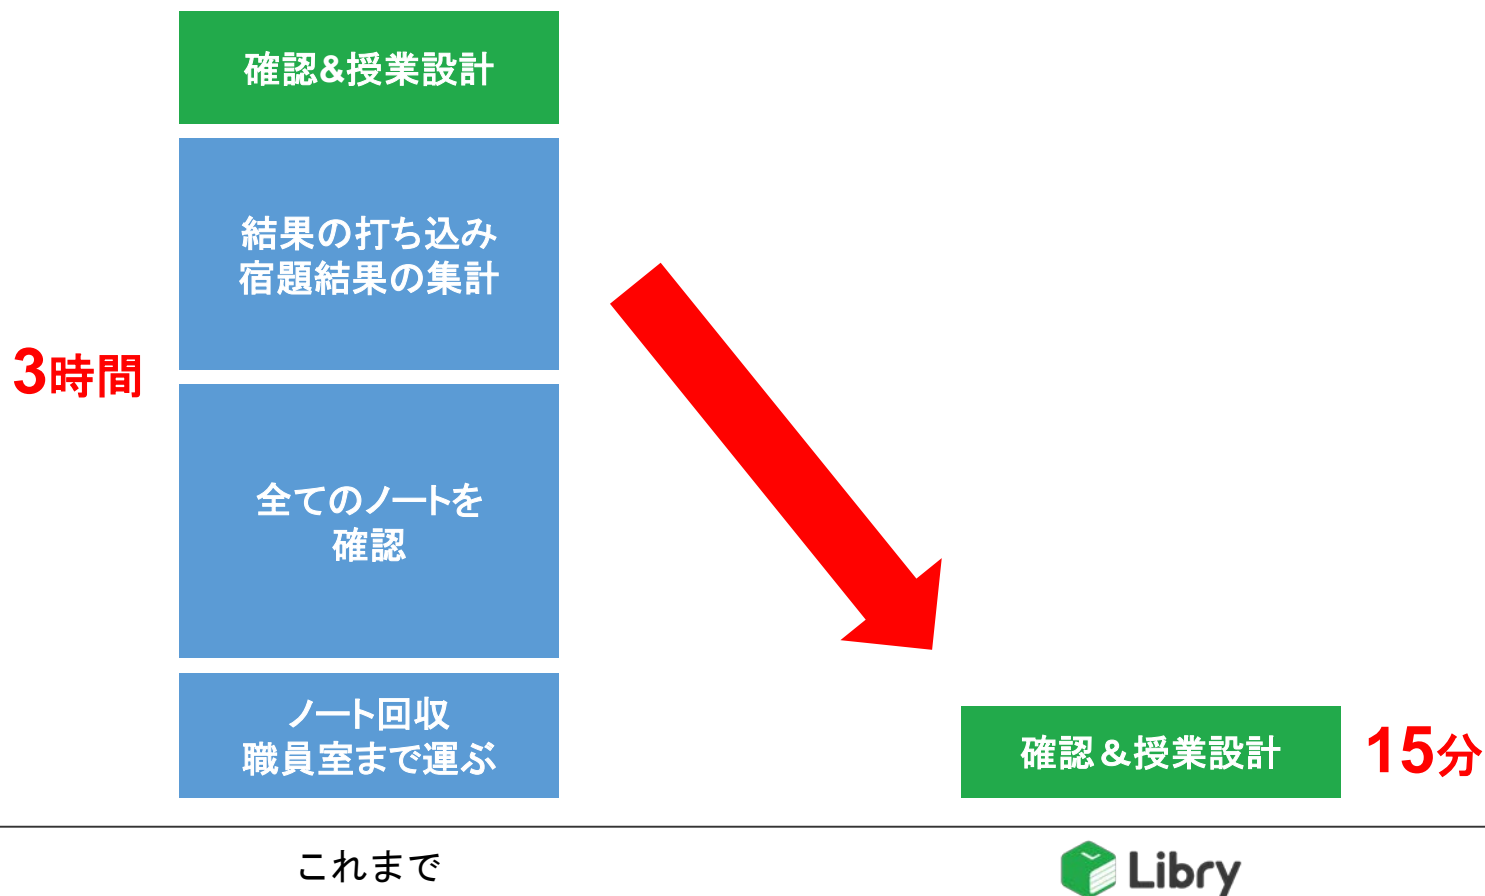 確認&授業設計
結果の打ち込み
宿題結果の集計
3時間
全てのノートを
確認
ノート回収
職員室まで運ぶ
確認&授業設計
15分
これまで
Libry